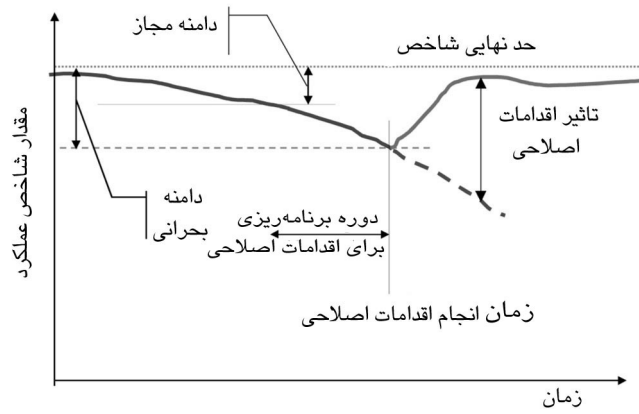 دامنه مجاز
حد نهایی شاخص
تاثیر اقدامات
اصلاحی
مقدار شاخص عملکرد
دامنه
بحرانی
دوره برنامه‌ریزی
برای اقدامات اصلاحی
زمان انجام اقدامات اصلاحی
زمان